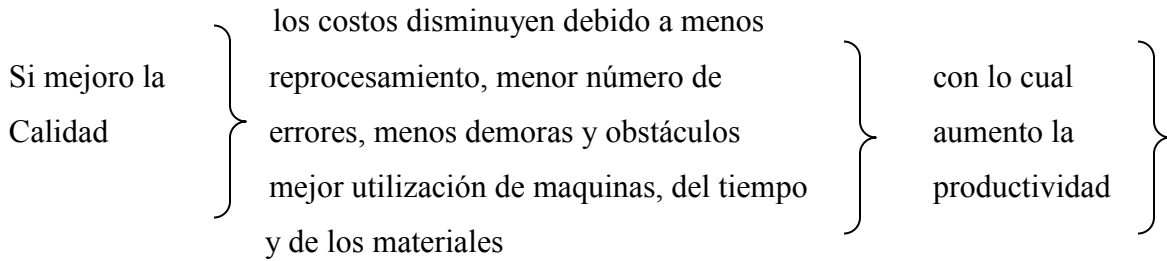 Si mejoro la
Calidad
los costos disminuyen debido a menos
reprocesamiento, menor número de
errores, menos demoras y obstáculos
mejor utilización de maquinas, del tiempo
y de los materiales
con lo cual
aumento la
productividad